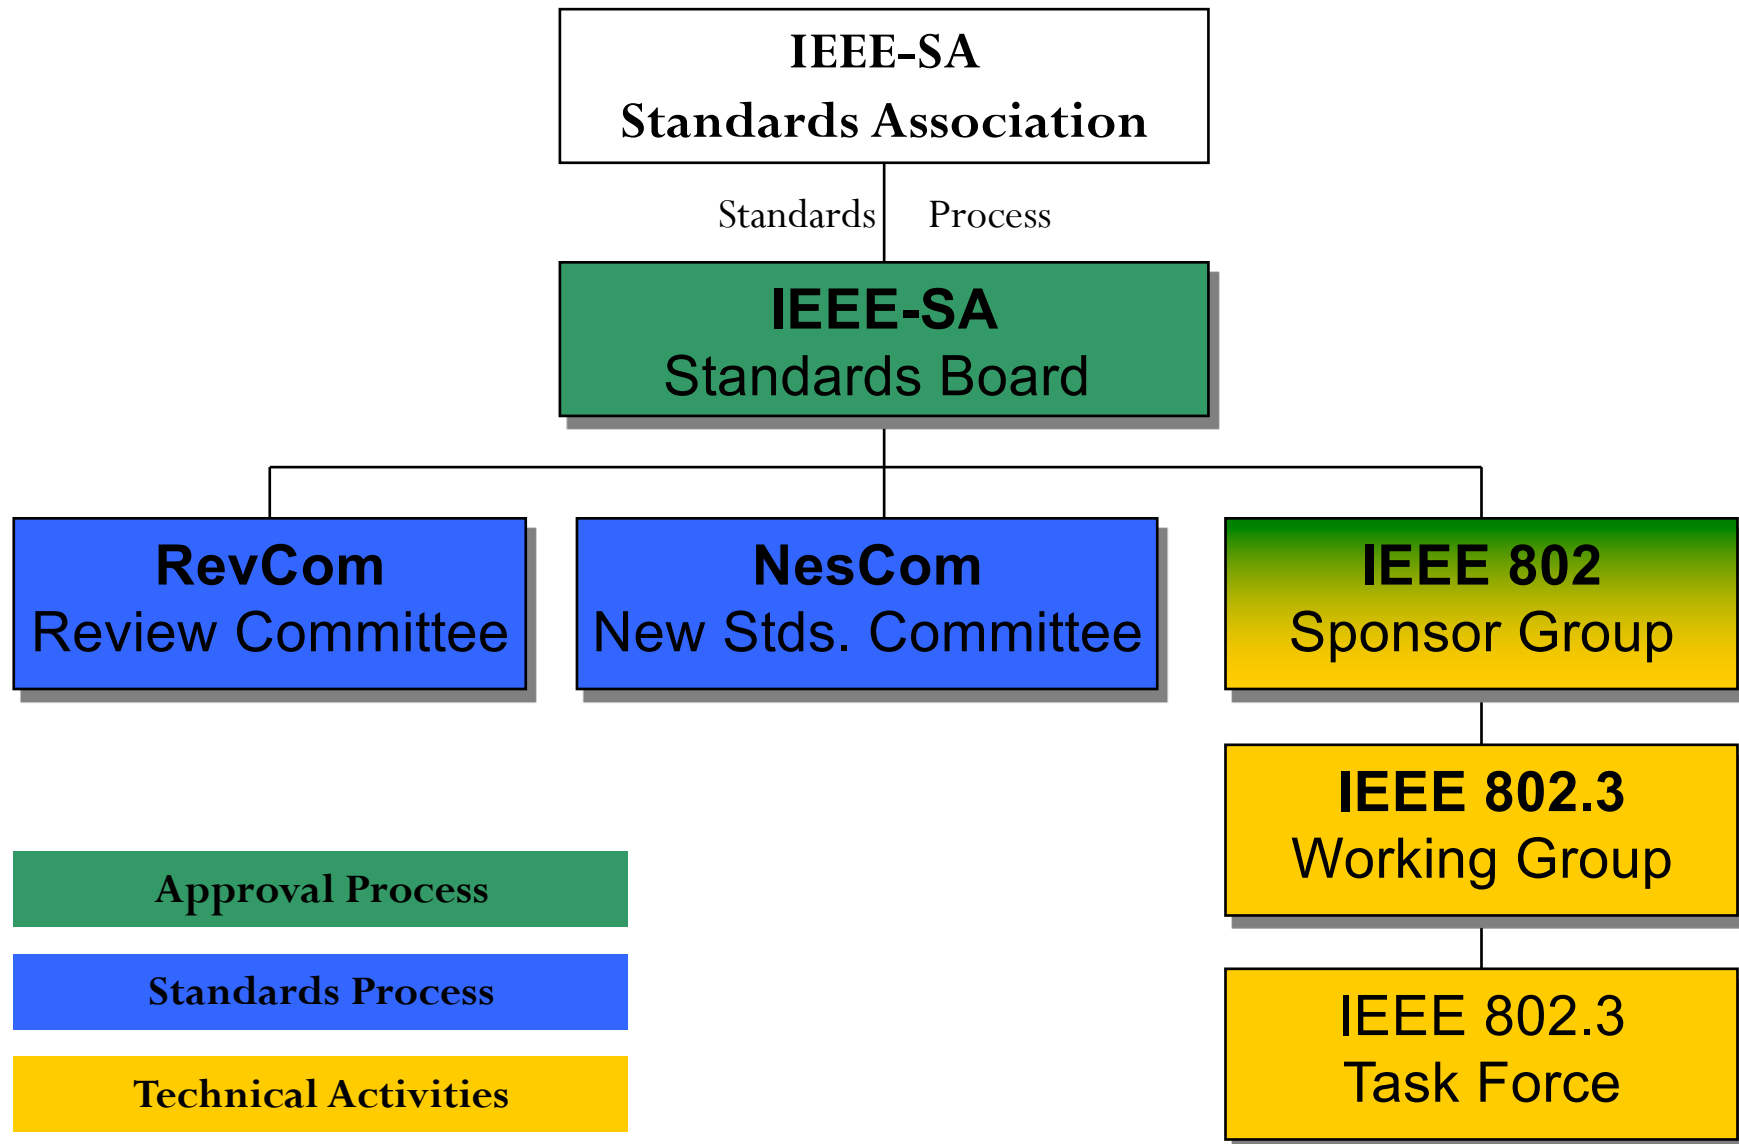 IEEE-SA
Standards Association
Standards Process
IEEE-SA
Standards Board
RevCom
Review Committee
NesCom
New Stds. Committee
IEEE 802
Sponsor Group
IEEE 802.3
Working Group
IEEE 802.3
Task Force
Approval Process
Standards Process
Technical Activities